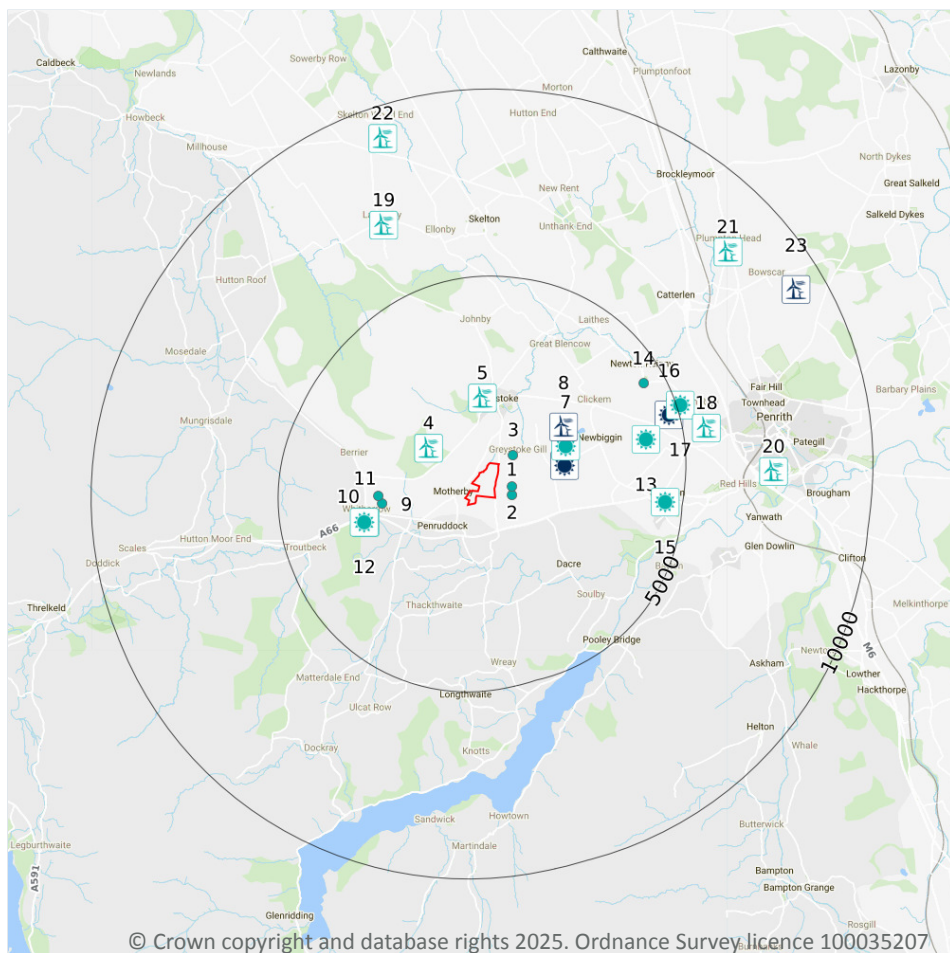 Caldbeck
Newlands
Sowerby Row
Calthwaite
Plumptonfoot
Lazonby
Morton
Howbeck
22
Hutton End
Millhouse
North Dykes
Brockleymoor
Great Salkeld
New Rent
19
Skelton
Unthank End
Salkeld Dykes
Ellonby
21
Plumpton Head
23
Bowscar
Hutton Roof
Catterlen
Johnby
Laithes
Mosedale
Great Blencow
14
5
8
16
Fair Hill
Barbary Plains
Townhead
Clickern
7
18
Penrith
Mungrisdale
4
3
Newbiggin
17
Pategill
Greystoke Gill
Berrier
20
1
13
Red Hills
Brougham
11
10
Motherby
9
2
Yanwath
A66
Penruddock
Hutton Moor End
Troutbeck
Glen Dowlin
Scales
15
Clifton
Doddick
12
Dacre
5000
Soulby
Threlkeld
Thackthwaite
Melkinthorpe
Pooley Bridge
10000
M6
Wreay
Askham
Lowther
Matterdale End
Longthwaite
Hackthorpe
Ulcat Row
Helton
Dockray
Knotts
Whale
Sandwick
Howtown
Butterwick
Legburthwaite
Martindale
A591
Bampton
Bampton Grange
Glenridding
Rosgill
© Crown copyright and database rights 2025. Ordnance Survey licence 100035207